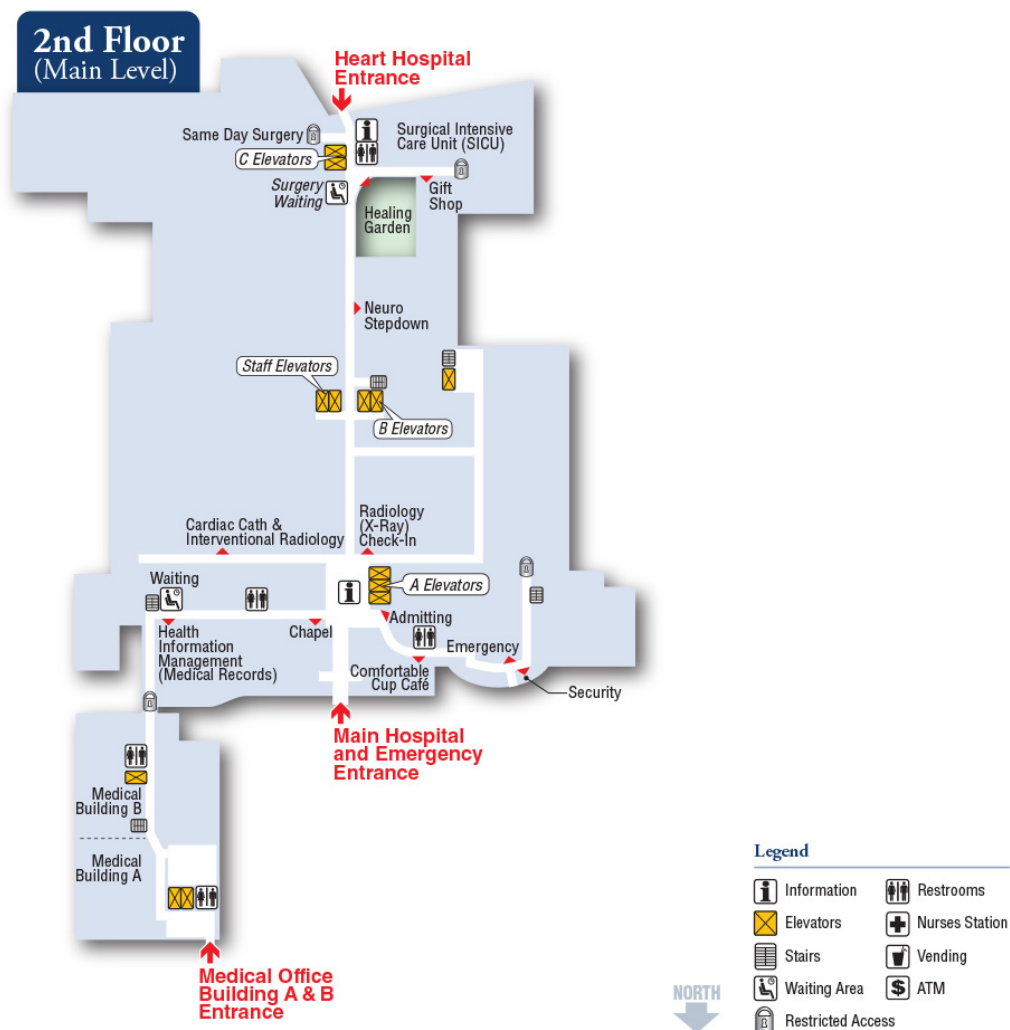 2nd Floor
(Main Level)
Heart Hospital
Entrance
Same Day Surgery
Surgical Intensive
Care Unit (SICU)
C Elevators
Surgery
Waiting
Gift
Shop
Healing
Garden
Neuro
Stepdown
Staff Elevators
B Elevators
Cardiac Cath &
Interventional Radiology
Radiology
(X-Ray)
Check-In
Waiting
A Elevators
Admitting
Health
Information
Management
(Medical Records)
Chapel
Emergency
Comfortable
Cup Café
Security
Main Hospital
and Emergency
Entrance
Medical
Building B
Medical
Building A
Medical Office
Building A & B
Entrance
Legend
Information
Restrooms
Elevators
Nurses Station
Stairs
Vending
Waiting Area
$ ATM
Restricted Access
NORTH